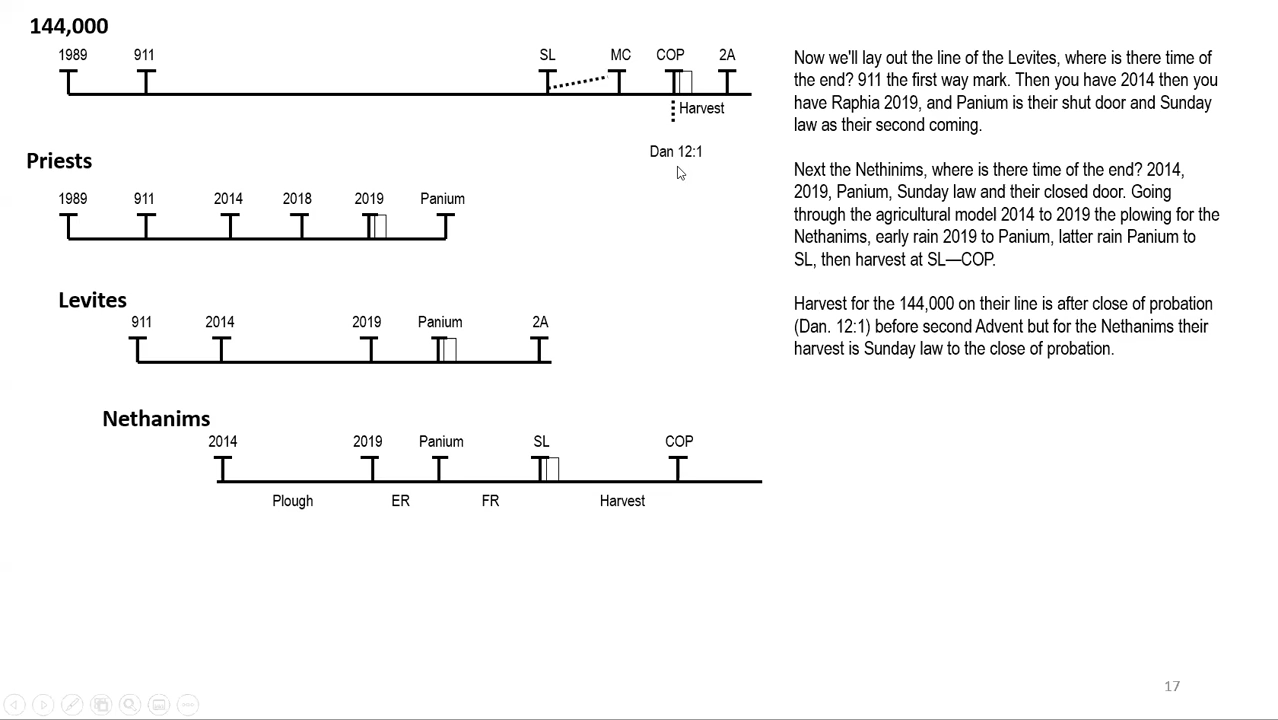 144,000
1989 911 SL MC COP 2A
Harvest
Dan 12:1
Priests
1989 911 2014 2018 2019 Panium
Levites
911 2014 2019 Panium 2A
Nethanims
2014 2019 Panium SL COP
Plough ER FR Harvest
Now we'll lay out the line of the Levites, where is there time of
the end? 911 the first way mark. Then you have 2014 then you
have Raphia 2019, and Panium is their shut door and Sunday
law as their second coming.
Next the Nethinims, where is there time of the end? 2014,
2019, Panium, Sunday law and their closed door. Going
through the agricultural model 2014 to 2019 the plowing for the
Nethanims, early rain 2019 to Panium, latter rain Panium to
SL, then harvest at SL—COP.
Harvest for the 144,000 on their line is after close of probation
(Dan. 12:1) before second Advent but for the Nethanims their
harvest is Sunday law to the close of probation.
17